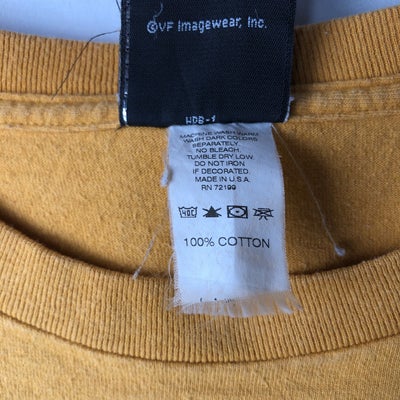 ©VF Imagewear, Inc.
HDB-1
MACHINE WASH WARM
WASH DARK COLORS
SEPARATELY.
NO BLEACH.
TUMBLE DRY LOW.
DO NOT IRON
IF DECORATED.
MADE IN U.S.A.
RN 72199
40C
100% COTTON